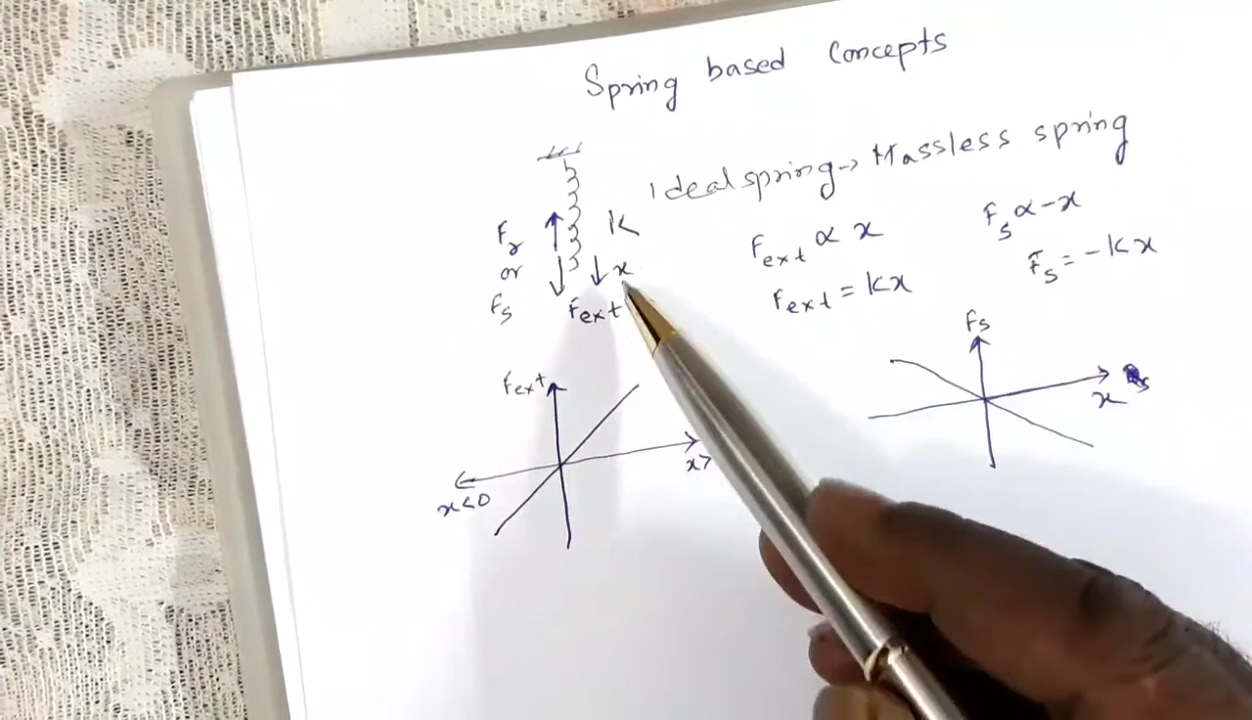 Spring based Concepts
Ideal spring → Massless spring
Fr
or
Fs
K
x
Fext
Fext ∝ x
Fext = Kx
Fs ∝ -x
Fs = -Kx
Fext
x<0
x>
Fs
x